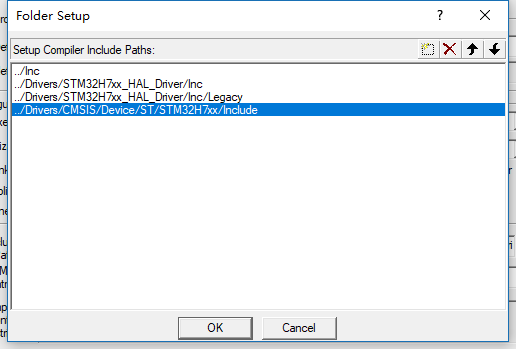 Folder Setup
?
Setup Compiler Include Paths:
../Inc
../Drivers/STM32H7xx_HAL_Driver/Inc
../Drivers/STM32H7xx_HAL_Driver/Inc/Legacy
../Drivers/CMSIS/Device/ST/STM32H7xx/Include
OK
Cancel